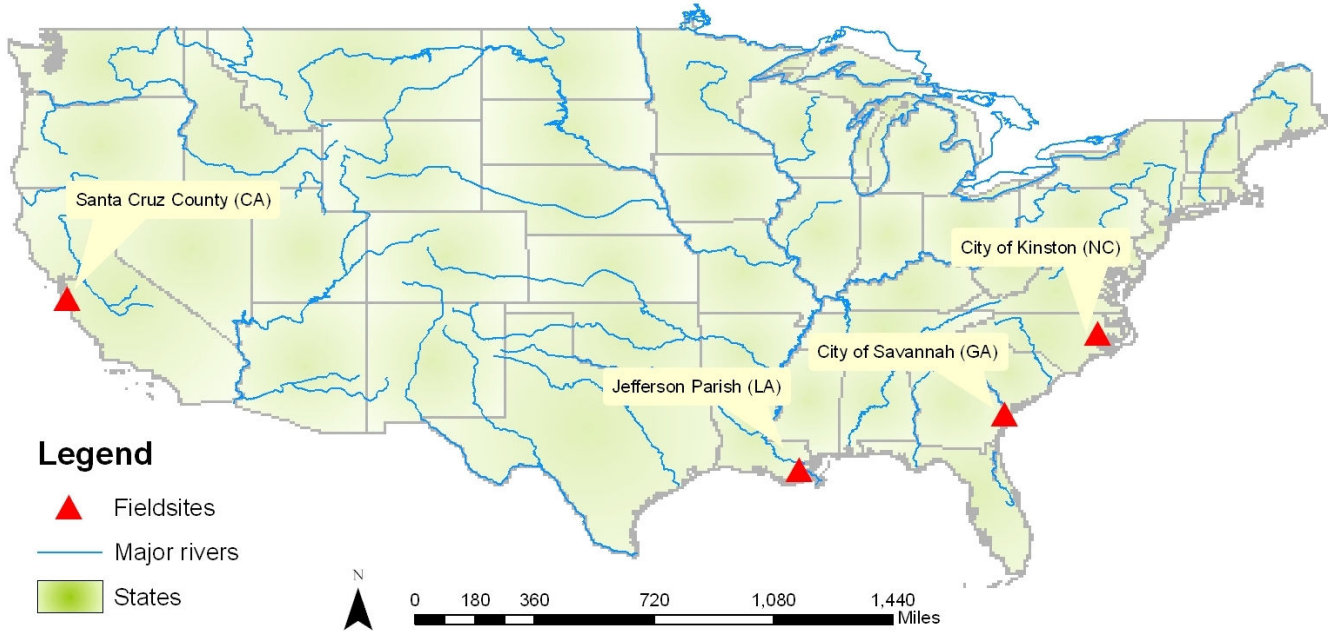 Santa Cruz County (CA)
City of Kinston (NC)
City of Savannah (GA)
Jefferson Parish (LA)
Legend
Fieldsites
Major rivers
States
N
0 180 360 720 1,080 1,440
Miles